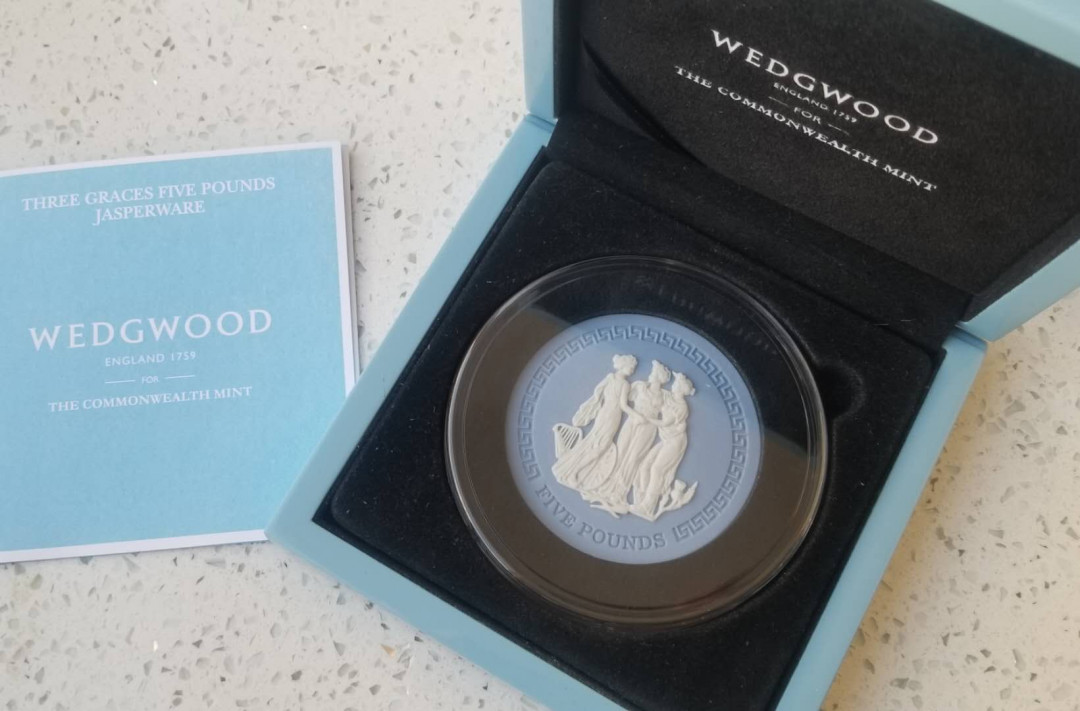 THREE GRACES FIVE POUNDS
JASPERWARE
WEDGWOOD
ENGLAND 1759
FOR
THE COMMONWEALTH MINT
WEDGWOOD
ENGLAND 1759
FOR
THE COMMONWEALTH MINT
FIVE POUNDS